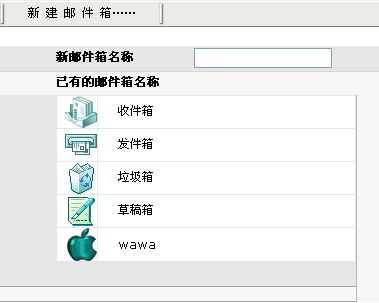 新 建 邮 件 箱……
新邮件箱名称
已有的邮件箱名称
收件箱
发件箱
垃圾箱
草稿箱
wawa